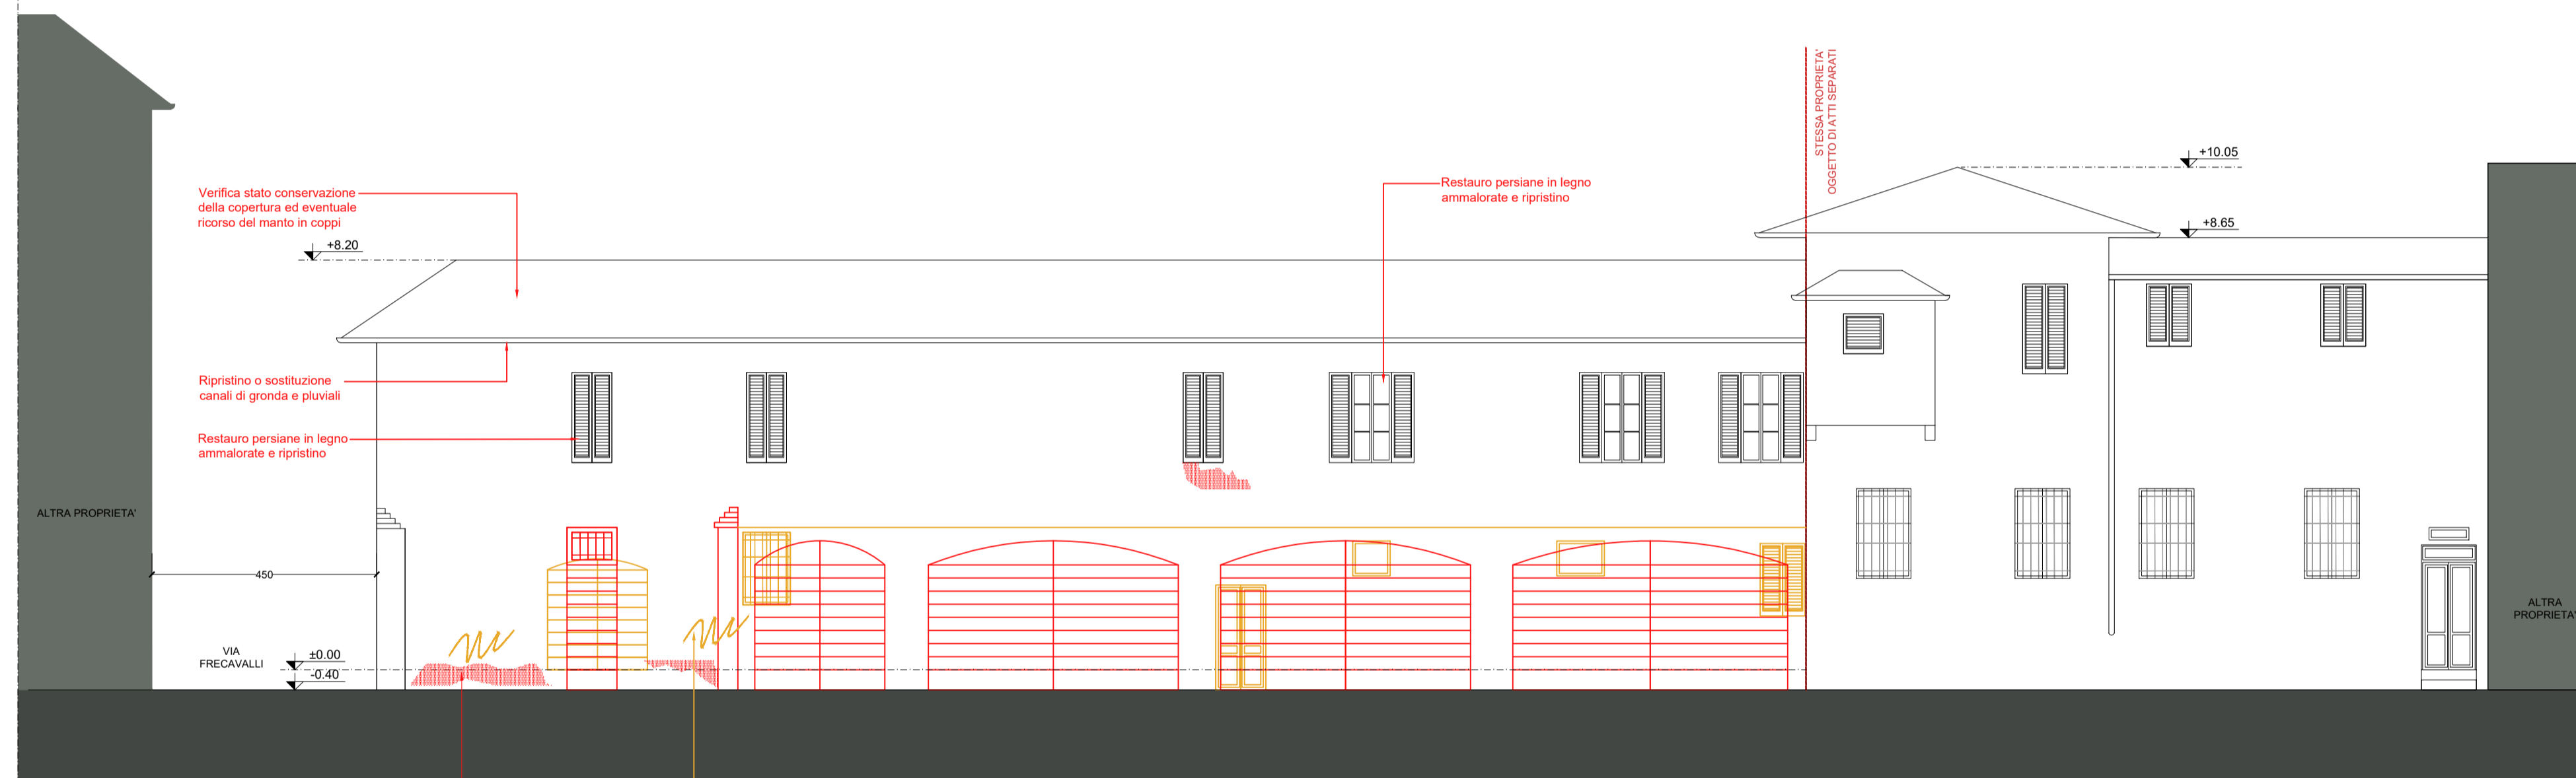 STESSA PROPRIETA'
OGGETTO DI ATTI SEPARATI
+10.05
Verifica stato conservazione
della copertura ed eventuale
ricorso del manto in coppi
Restauro persiane in legno
ammalorate e ripristino
+8.65
+8.20
Ripristino o sostituzione
canali di gronda e pluviali
Restauro persiane in legno
ammalorate e ripristino
ALTRA PROPRIETA'
450
ALTRA
PROPRIETA'
VIA
FRECAVALLI
±0.00
-0.40